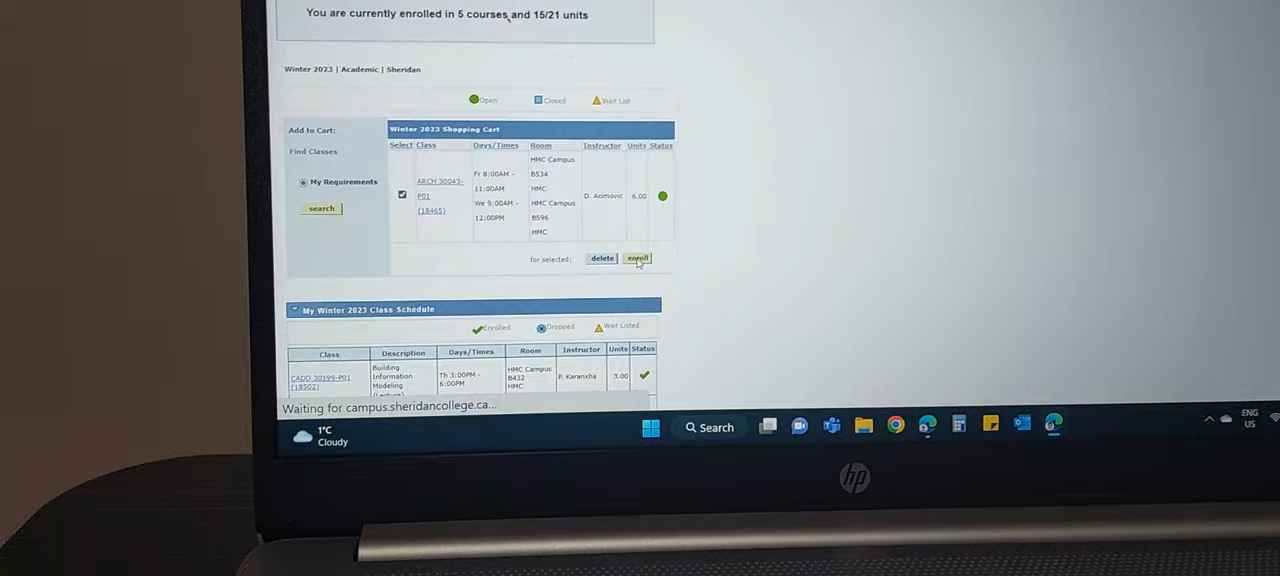 You are currently enrolled in 5 courses and 15/21 units
Winter 2023 | Academic | Sheridan
Open Closed Wait List
Add to Cart:
Find Classes
My Requirements
search
Winter 2023 Shopping Cart
Select Class Days/Times Room Instructor Units Status
ARCH 30043-
P01
(18465)
Fr 8:00AM -
11:00AM
We 9:00AM -
12:00PM
HMC Campus
B534
HMC
HMC Campus
B596
HMC
D. Acimovic
6.00
for selected: delete enroll
My Winter 2023 Class Schedule
Enrolled Dropped Wait Listed
Class Description Days/Times Room Instructor Units Status
CADD 30199-P01
(18502)
Building
Information
Modeling
(Lecture)
Th 3:00PM -
6:00PM
HMC Campus
B432
HMC
P. Karanxha
3.00
Waiting for campus.sheridancollege.ca...
1°C
Cloudy
Search
ENG
US
hp